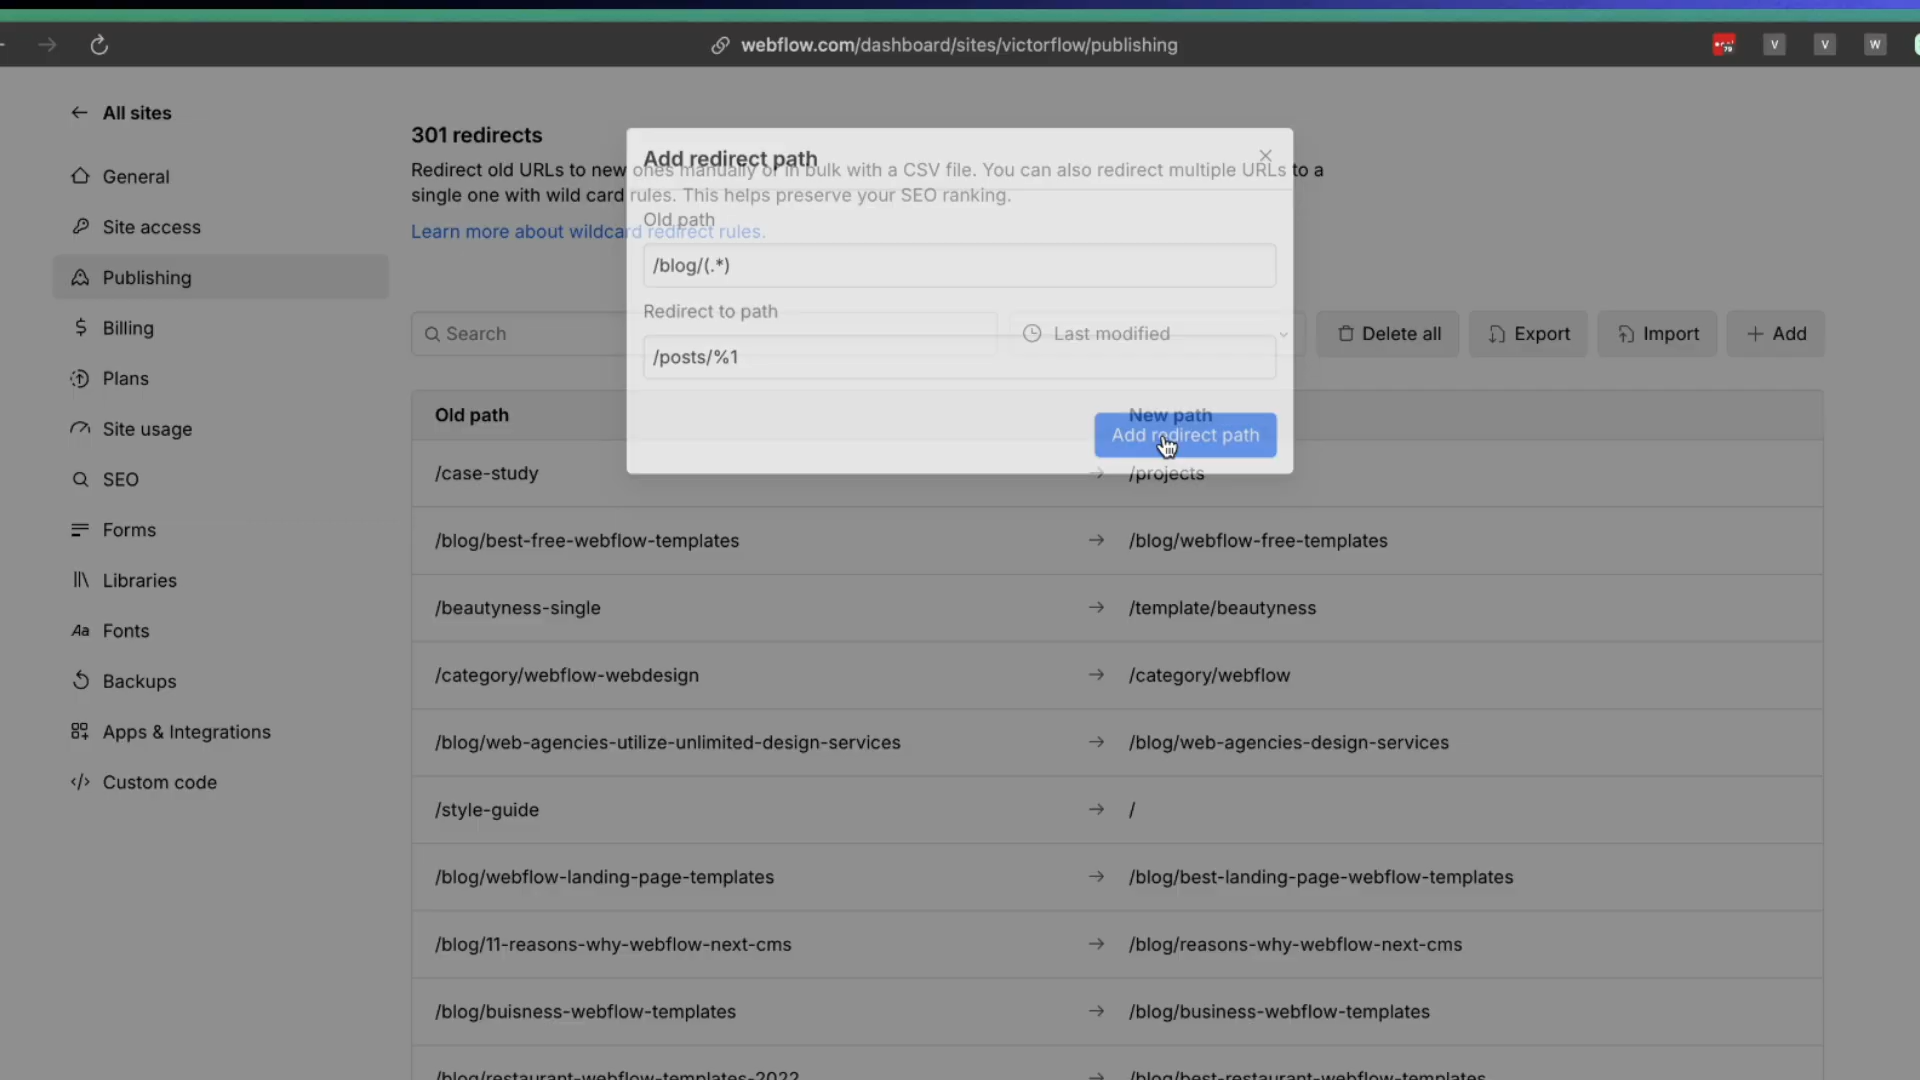 webflow.com/dashboard/sites/victorflow/publishing
79
V
V
W
All sites
General
Site access
Publishing
Billing
Plans
Site usage
SEO
Forms
Libraries
Aa Fonts
Backups
Apps & Integrations
Custom code
301 redirects
Redirect old URLs to new ones manually or in bulk with a CSV file. You can also redirect multiple URLs to a
single one with wild card rules. This helps preserve your SEO ranking.
Learn more about wildcard redirect rules.
Add redirect path
Old path
/blog/(.*)
Redirect to path
/posts/%1
Add redirect path
Search
Last modified
Delete all
Export
Import
Add
Old path
New path
/case-study → /projects
/blog/best-free-webflow-templates → /blog/webflow-free-templates
/beautyness-single → /template/beautyness
/category/webflow-webdesign → /category/webflow
/blog/web-agencies-utilize-unlimited-design-services → /blog/web-agencies-design-services
/style-guide → /
/blog/webflow-landing-page-templates → /blog/best-landing-page-webflow-templates
/blog/11-reasons-why-webflow-next-cms → /blog/reasons-why-webflow-next-cms
/blog/buisness-webflow-templates → /blog/business-webflow-templates
/blog/restaurant-webflow-templates-2022 → /blog/best-restaurant-webflow-templates